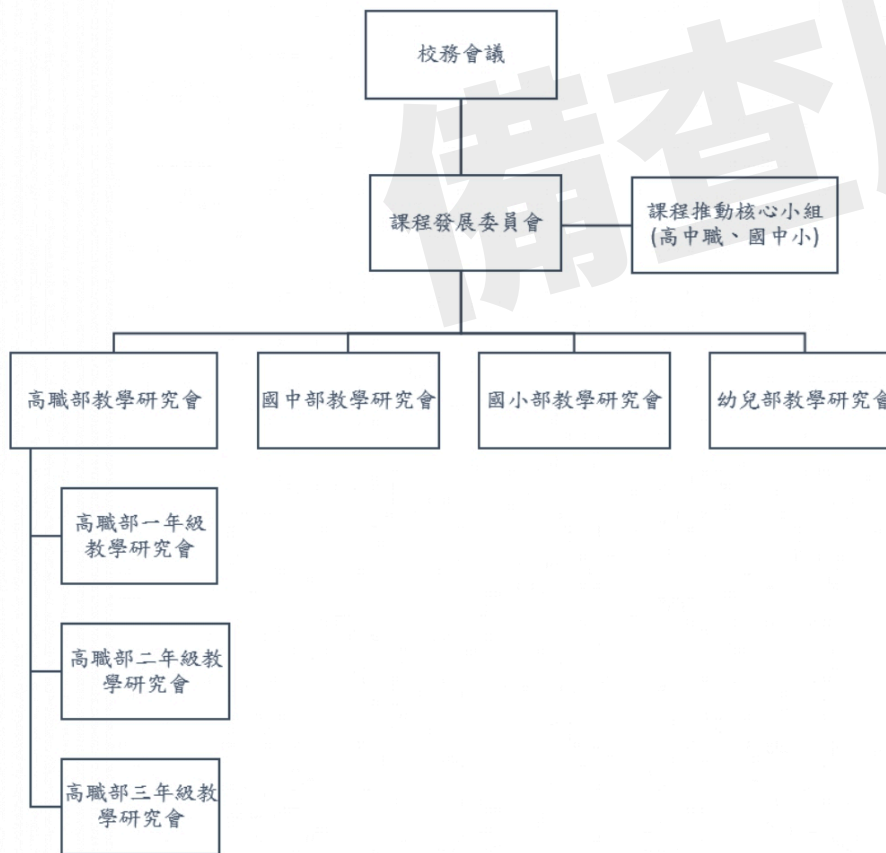 校務會議
課程發展委員會
課程推動核心小組
(高中職、國中小)
高職部教學研究會
國中部教學研究會
國小部教學研究會
幼兒部教學研究會
高職部一年級
教學研究會
高職部二年級教
學研究會
高職部三年級教
學研究會
備查